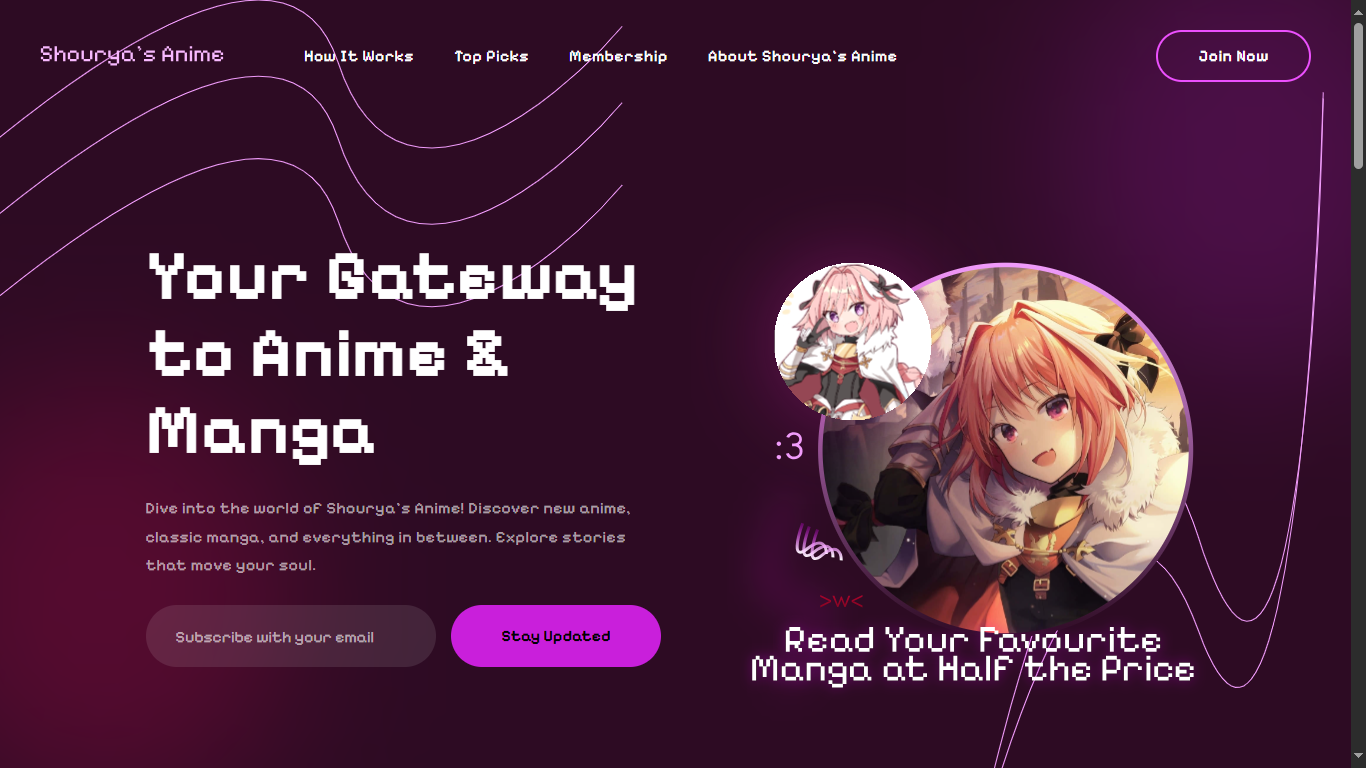 Shourya's Anime
How It Works
Top Picks
Membership
About Shourya's Anime
Join Now
Your Gateway
to Anime &
Manga
Dive into the world of Shourya's Anime! Discover new anime,
classic manga, and everything in between. Explore stories
that move your soul.
Subscribe with your email
Stay Updated
:3
>w<
Read Your Favourite
Manga at Half the Price